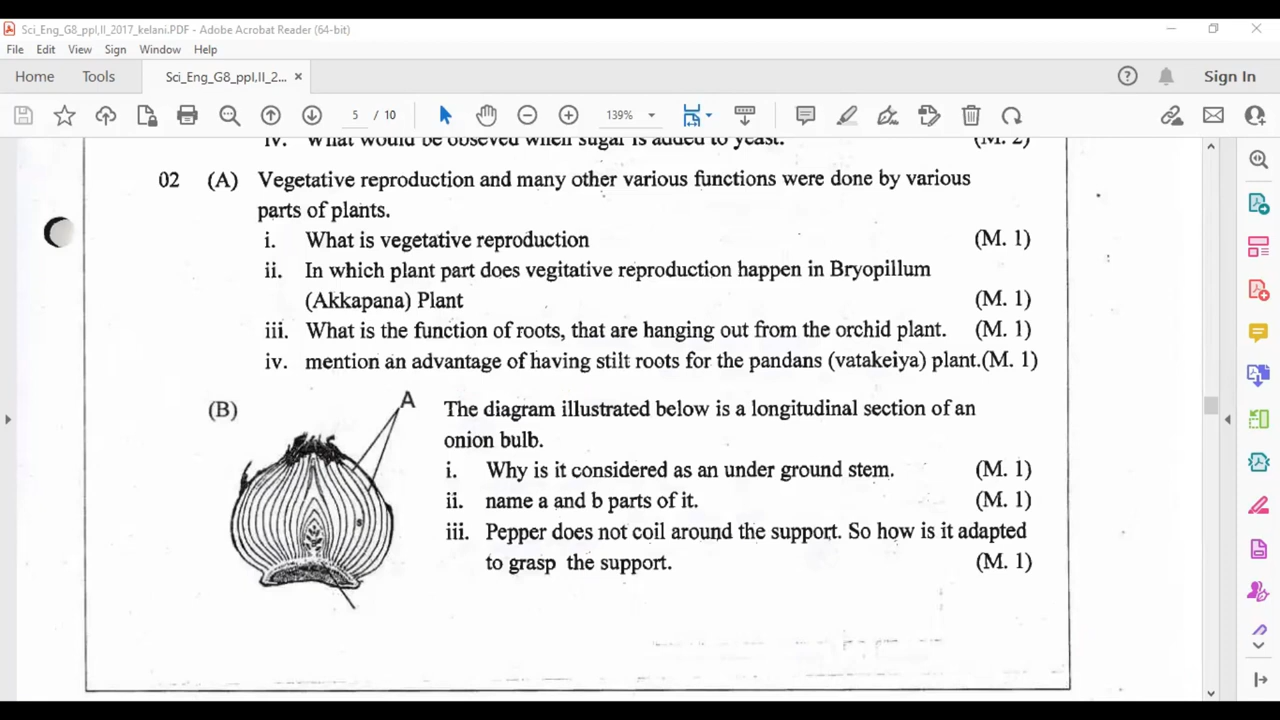 Sci_Eng_G8_ppl,II_2017_kelani.PDF - Adobe Acrobat Reader (64-bit)
File Edit View Sign Window Help
Home Tools Sci_Eng_G8_ppl,II_2... × Sign In
5 / 10 139%
iv. What would be obseved when sugar is added to yeast. (M. 2)
02 (A) Vegetative reproduction and many other various functions were done by various
parts of plants.
i. What is vegetative reproduction (M. 1)
ii. In which plant part does vegitative reproduction happen in Bryopillum
(Akkapana) Plant (M. 1)
iii. What is the function of roots, that are hanging out from the orchid plant. (M. 1)
iv. mention an advantage of having stilt roots for the pandans (vatakeiya) plant.(M. 1)
(B) A The diagram illustrated below is a longitudinal section of an
onion bulb.
i. Why is it considered as an under ground stem. (M. 1)
ii. name a and b parts of it. (M. 1)
iii. Pepper does not coil around the support. So how is it adapted
to grasp the support. (M. 1)